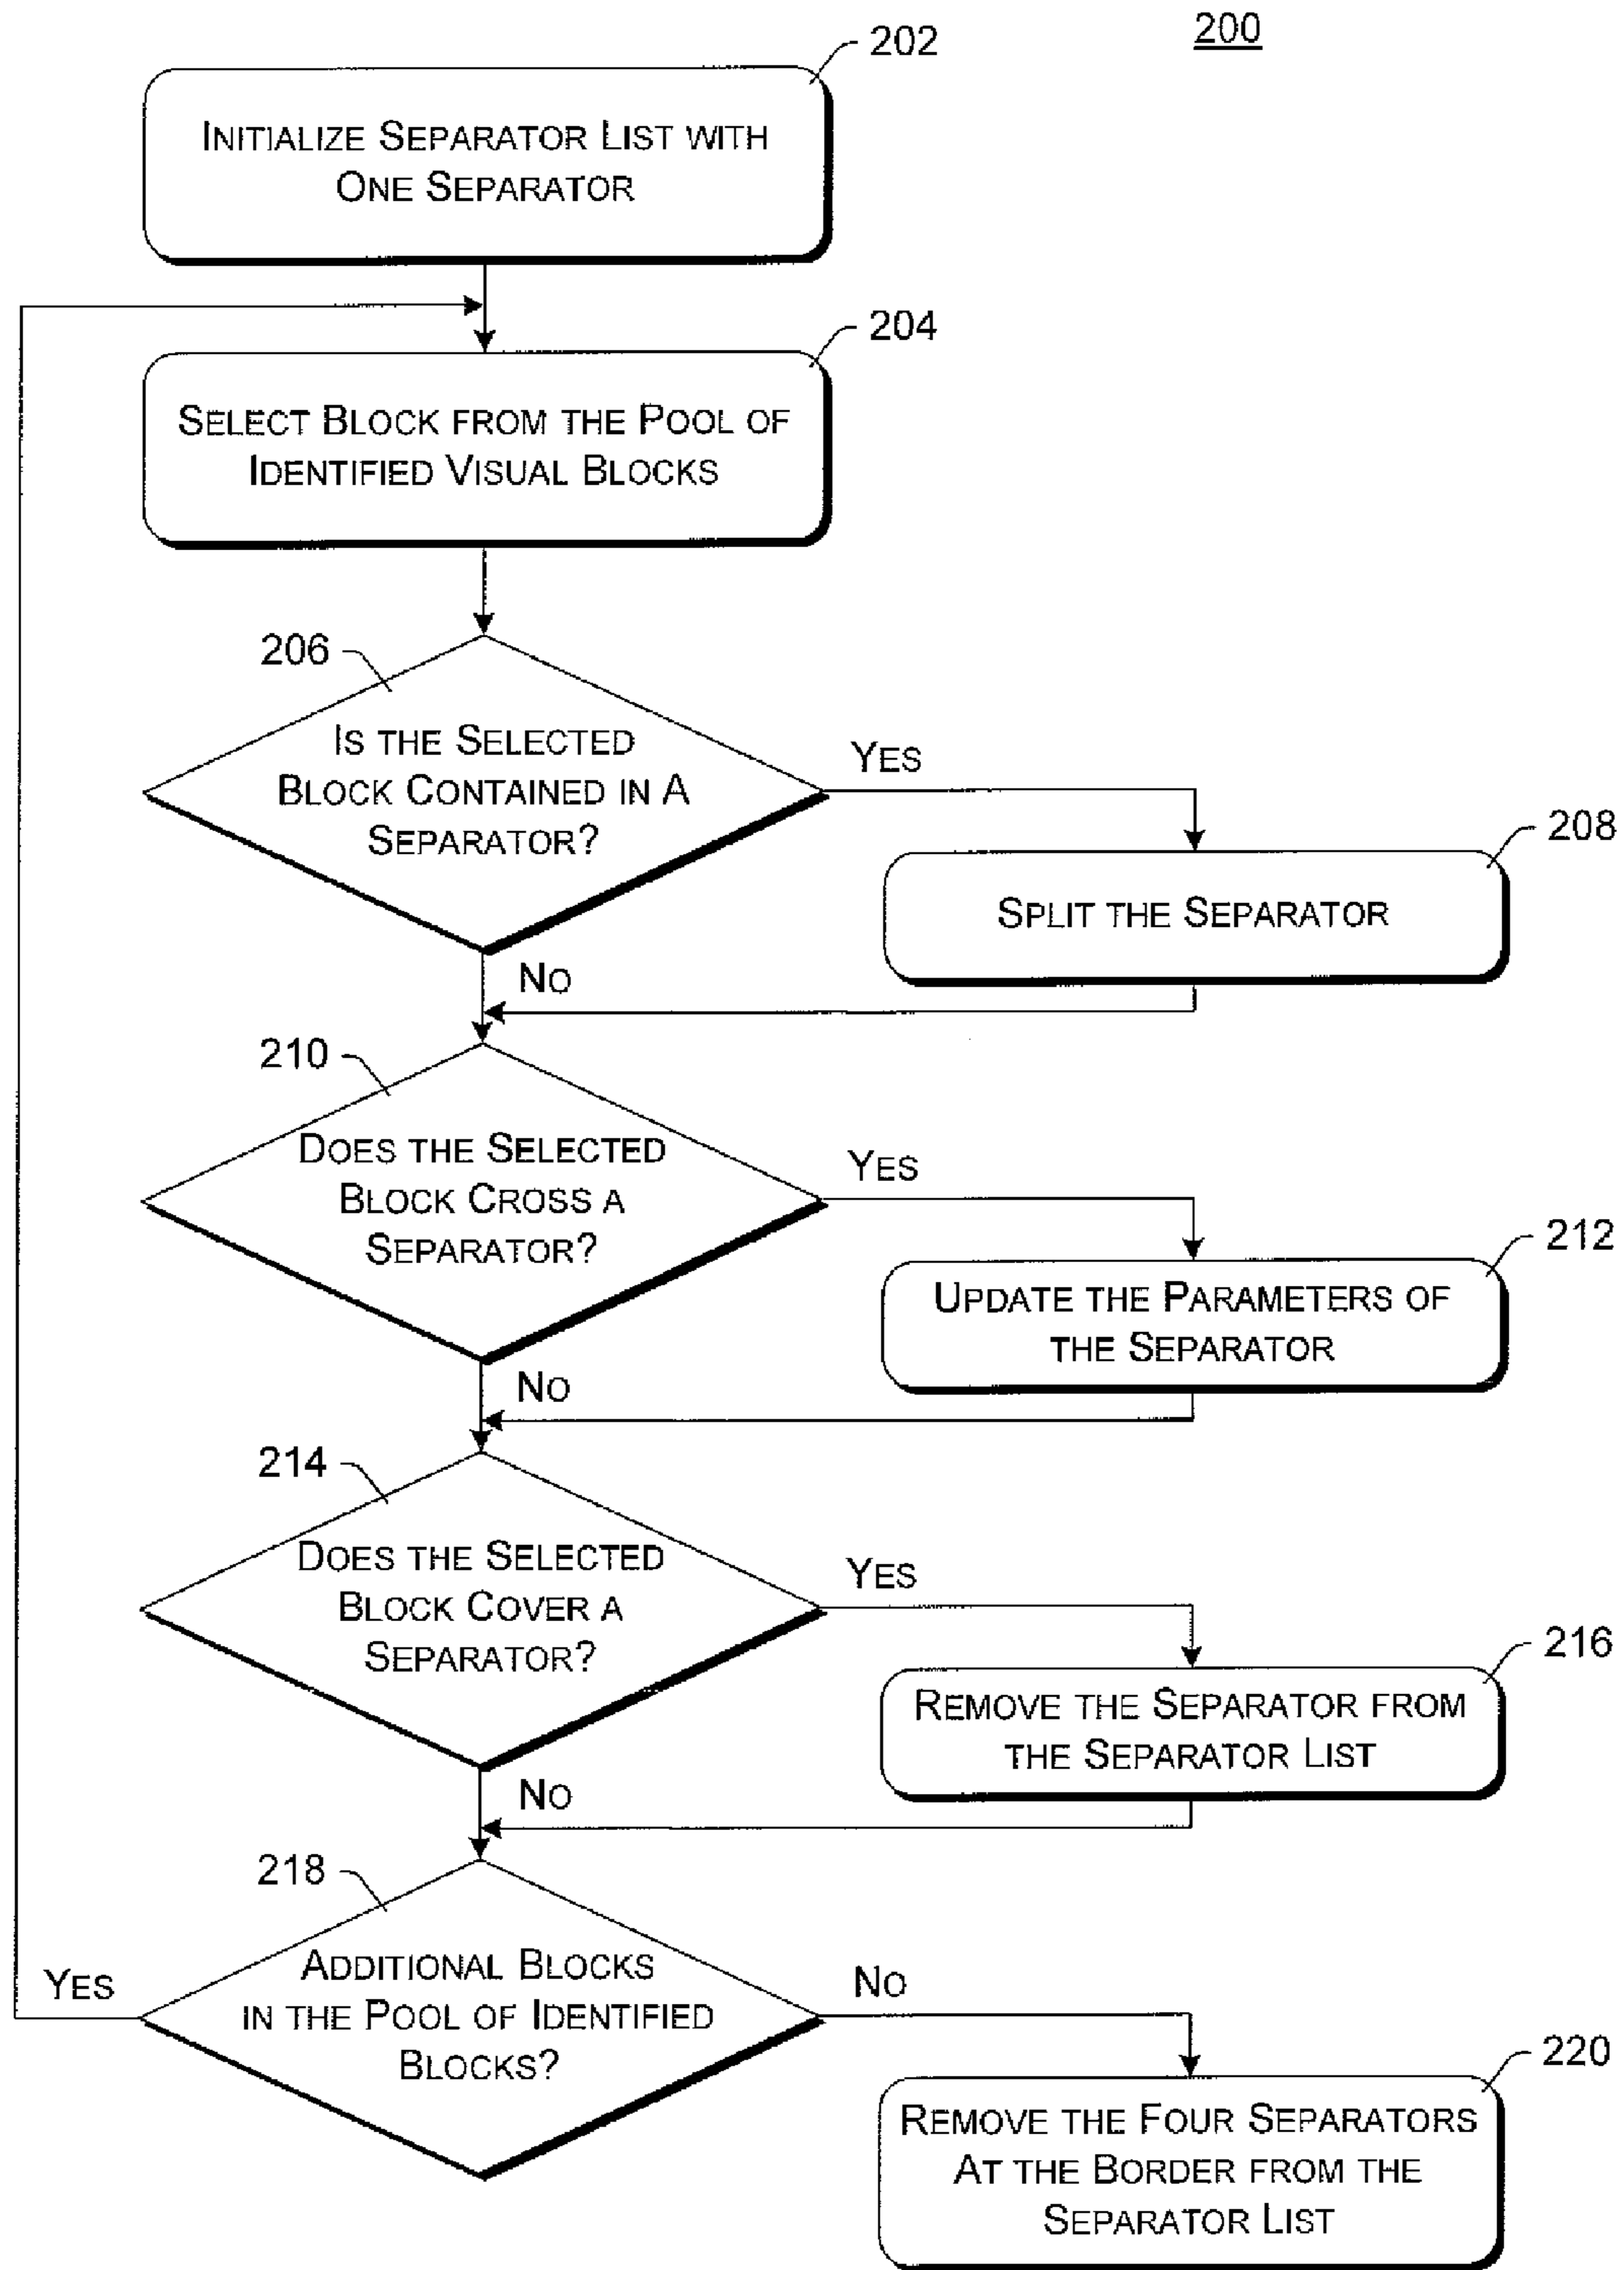 200
202
INITIALIZE SEPARATOR LIST WITH
ONE SEPARATOR
204
SELECT BLOCK FROM THE POOL OF
IDENTIFIED VISUAL BLOCKS
206
IS THE SELECTED
BLOCK CONTAINED IN A
SEPARATOR?
YES
208
SPLIT THE SEPARATOR
NO
210
DOES THE SELECTED
BLOCK CROSS A
SEPARATOR?
YES
212
UPDATE THE PARAMETERS OF
THE SEPARATOR
NO
214
DOES THE SELECTED
BLOCK COVER A
SEPARATOR?
YES
216
REMOVE THE SEPARATOR FROM
THE SEPARATOR LIST
NO
218
ADDITIONAL BLOCKS
IN THE POOL OF IDENTIFIED
BLOCKS?
YES
NO
220
REMOVE THE FOUR SEPARATORS
AT THE BORDER FROM THE
SEPARATOR LIST